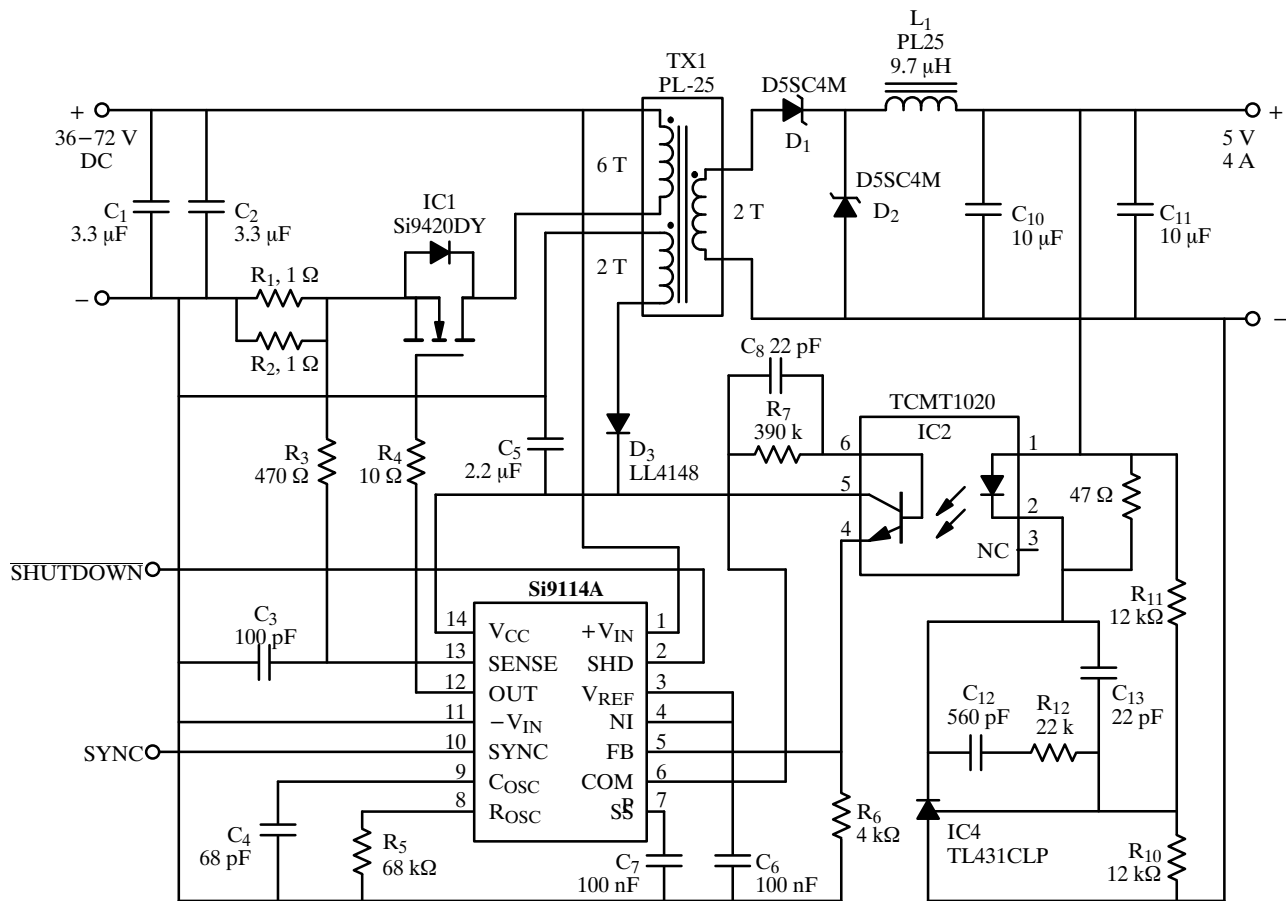 L1
PL25
9.7 µH
TX1
PL-25
D5SC4M
D1
+
36−72 V
DC
6 T
2 T
2 T
D5SC4M
D2
+
5 V
4 A
C1
3.3 µF
C2
3.3 µF
IC1
Si9420DY
C10
10 µF
C11
10 µF
−
R1, 1 Ω
R2, 1 Ω
−
C8 22 pF
R7
390 k
TCMT1020
IC2
6
5
4
1
2
3
NC
47 Ω
R3
470 Ω
R4
10 Ω
C5
2.2 µF
D3
LL4148
SHUTDOWN
Si9114A
C3
100 pF
14 VCC +VIN 1
13 SENSE SHD 2
12 OUT VREF 3
11 −VIN NI 4
10 SYNC FB 5
9 COSC COM 6
8 ROSC SS 7
P
SYNC
R11
12 kΩ
C12
560 pF
R12
22 k
C13
22 pF
C4
68 pF
R5
68 kΩ
C7
100 nF
C6
100 nF
R6
4 kΩ
IC4
TL431CLP
R10
12 kΩ